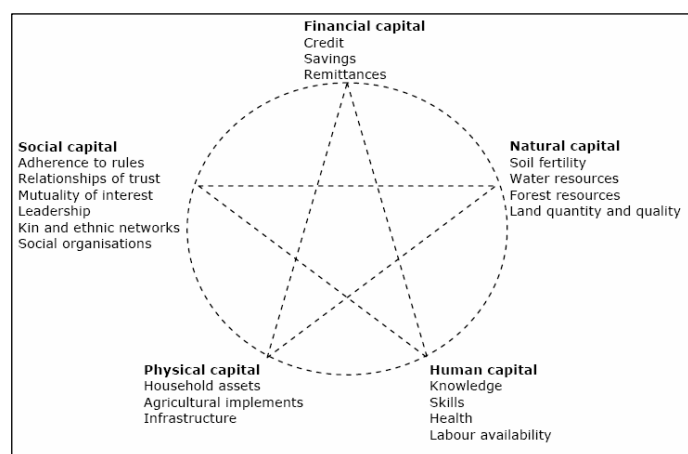 Financial capital
Credit
Savings
Remittances
Social capital
Adherence to rules
Relationships of trust
Mutuality of interest
Leadership
Kin and ethnic networks
Social organisations
Natural capital
Soil fertility
Water resources
Forest resources
Land quantity and quality
Physical capital
Household assets
Agricultural implements
Infrastructure
Human capital
Knowledge
Skills
Health
Labour availability